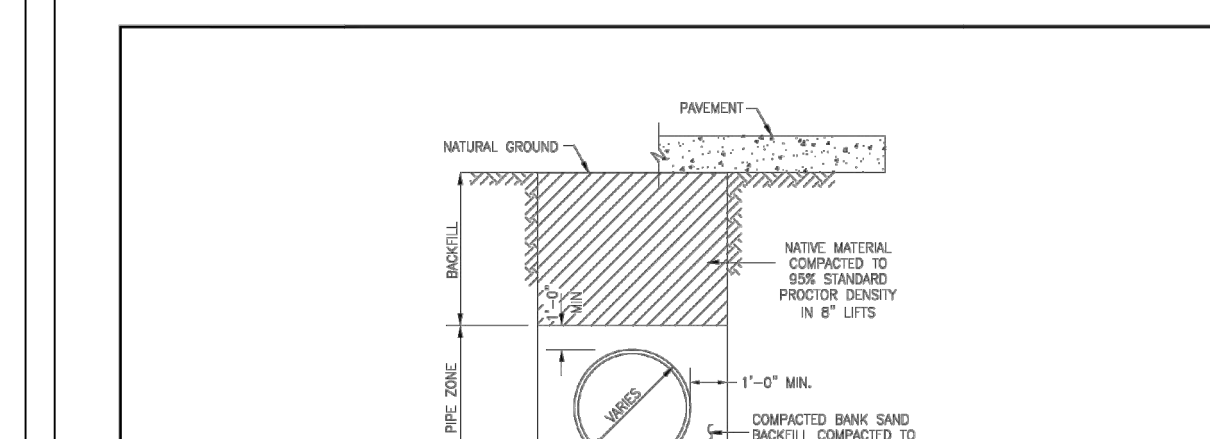 PAVEMENT
NATURAL GROUND
BACKFILL
NATIVE MATERIAL
COMPACTED TO
95% STANDARD
PROCTOR DENSITY
IN 8" LIFTS
1'-0"
MIN
PIPE ZONE
VARIES
1'-0" MIN.
COMPACTED BANK SAND
BACKFILL COMPACTED TO